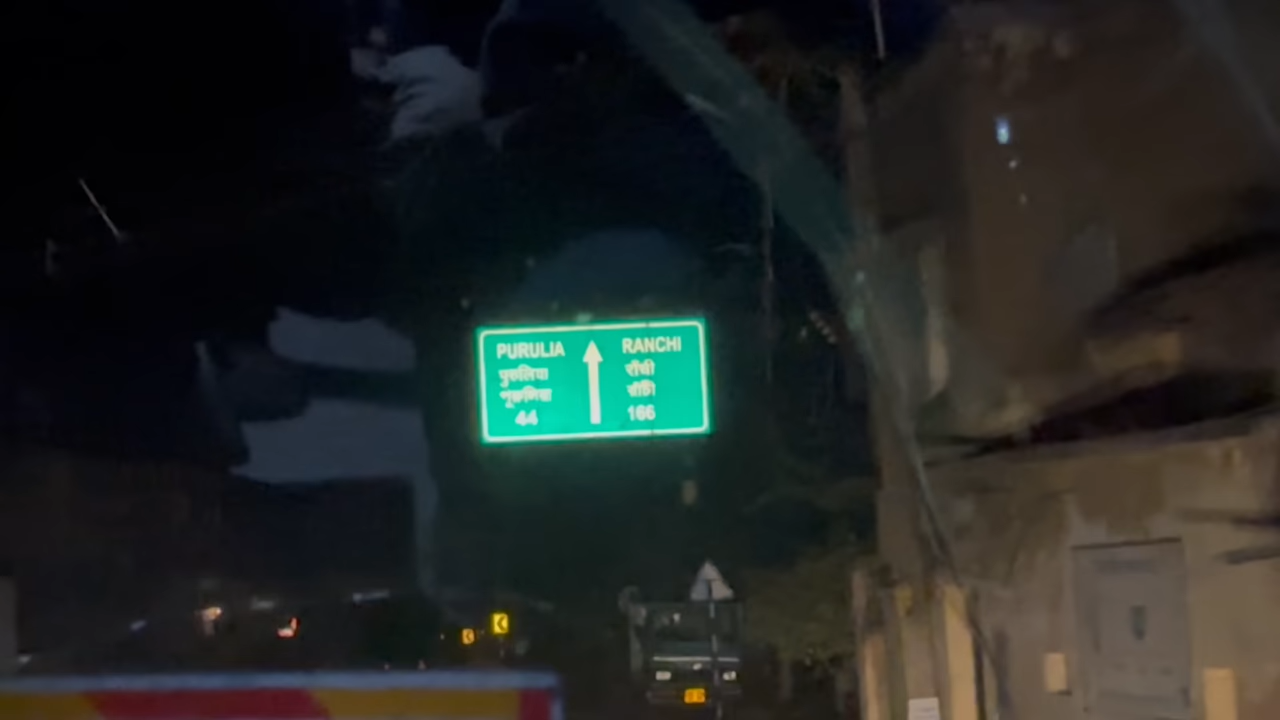 PURULIA
पुरुलिया
পুরুলিয়া
44
RANCHI
राँची
রাঁচী
166